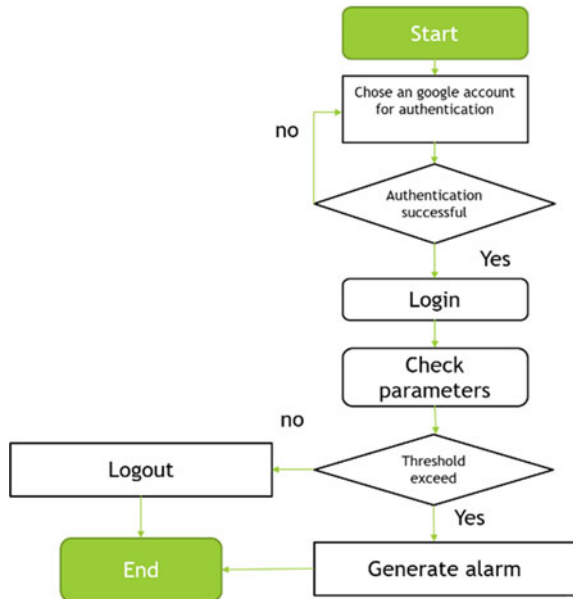 Start
Chose an google account
for authentication
no
Authentication
successful
Yes
Login
Check
parameters
no
Threshold
exceed
Logout
Yes
End
Generate alarm